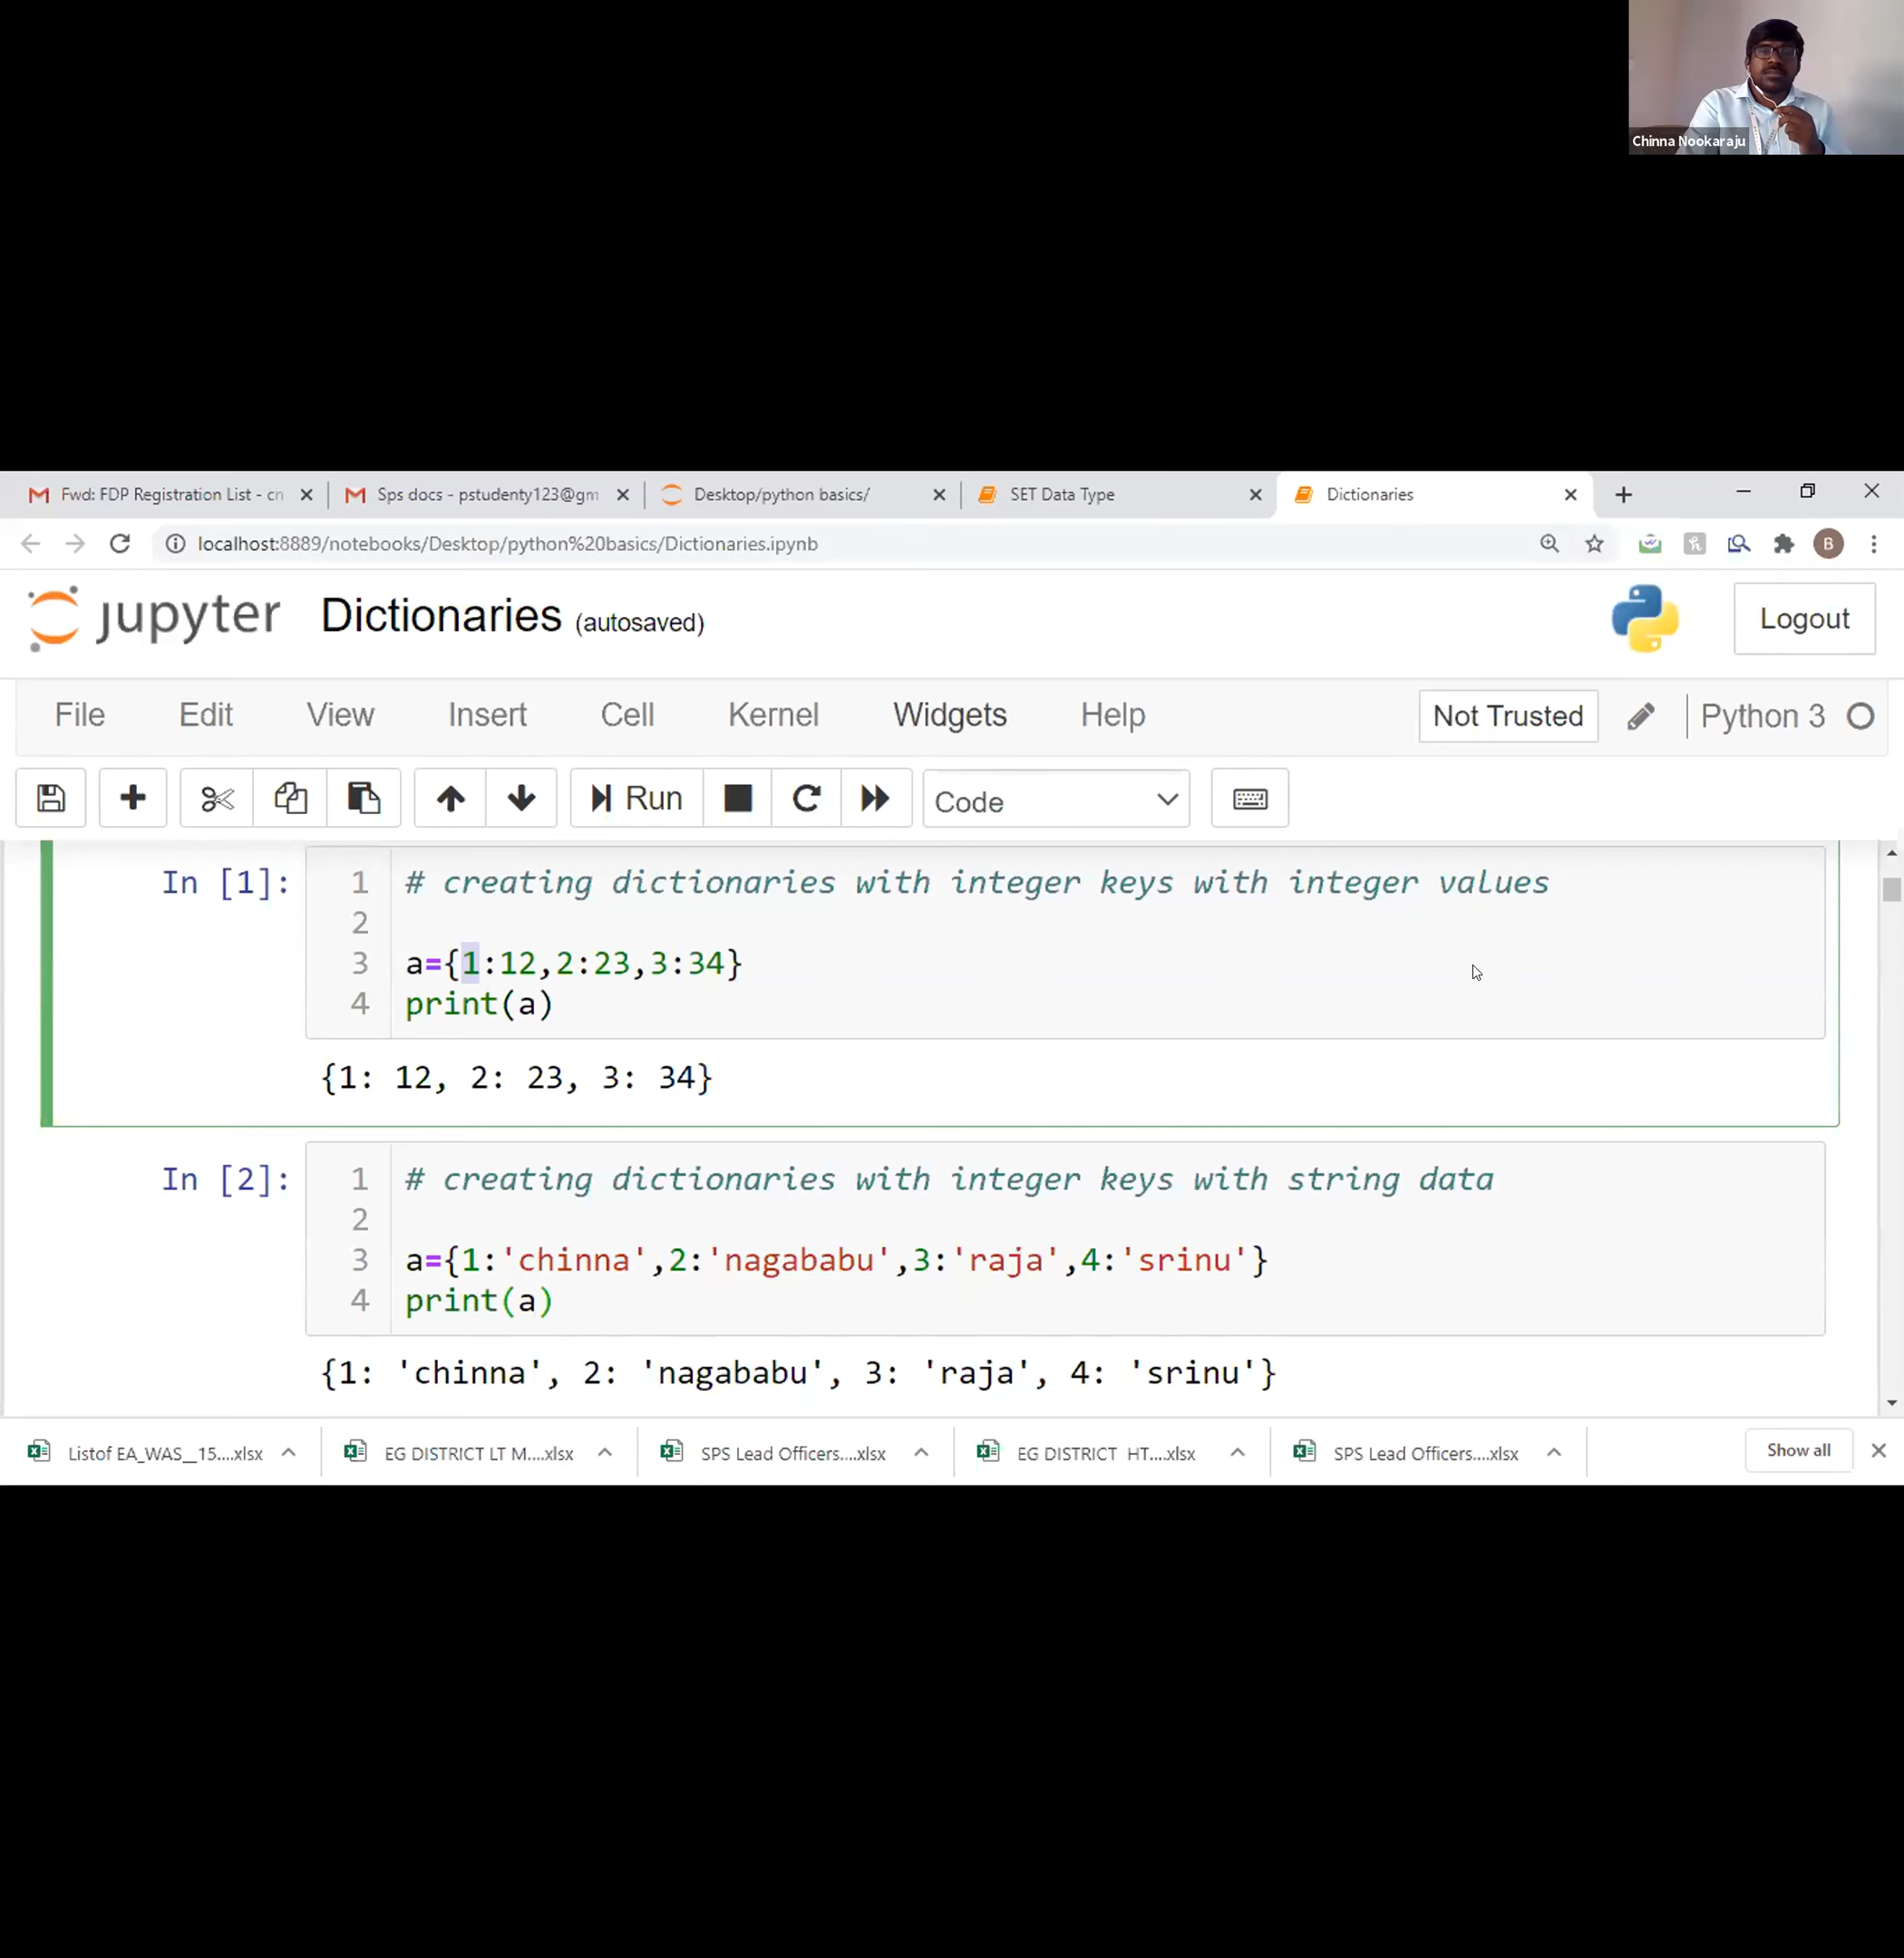 Chinna Nookaraju
Fwd: FDP Registration List - cn
Sps docs - pstudenty123@gm
Desktop/python basics/
SET Data Type
Dictionaries
localhost:8889/notebooks/Desktop/python%20basics/Dictionaries.ipynb
B
jupyter Dictionaries (autosaved)
Logout
File Edit View Insert Cell Kernel Widgets Help
Not Trusted
Python 3
Run
Code
In [1]:
1 # creating dictionaries with integer keys with integer values
2
3 a={1:12,2:23,3:34}
4 print(a)
{1: 12, 2: 23, 3: 34}
In [2]:
1 # creating dictionaries with integer keys with string data
2
3 a={1:'chinna',2:'nagababu',3:'raja',4:'srinu'}
4 print(a)
{1: 'chinna', 2: 'nagababu', 3: 'raja', 4: 'srinu'}
Listof EA_WAS__15....xlsx
EG DISTRICT LT M....xlsx
SPS Lead Officers....xlsx
EG DISTRICT HT....xlsx
SPS Lead Officers....xlsx
Show all